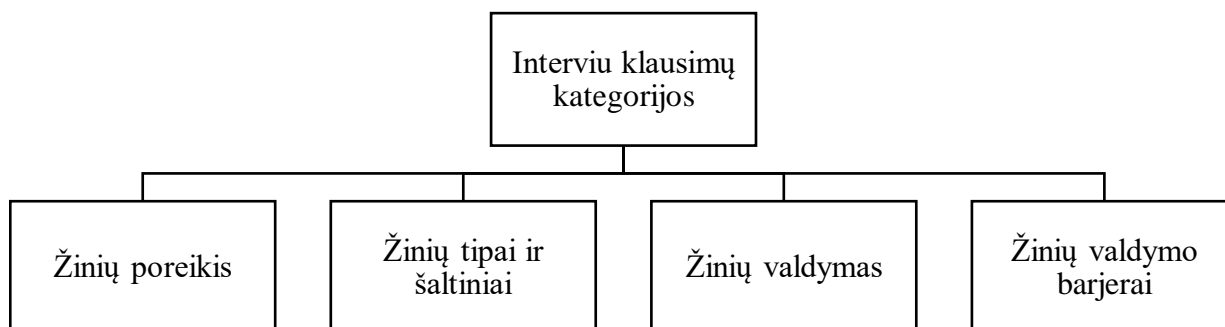 Interviu klausimų
kategorijos
Žinių poreikis
Žinių tipai ir
šaltiniai
Žinių valdymas
Žinių valdymo
barjerai